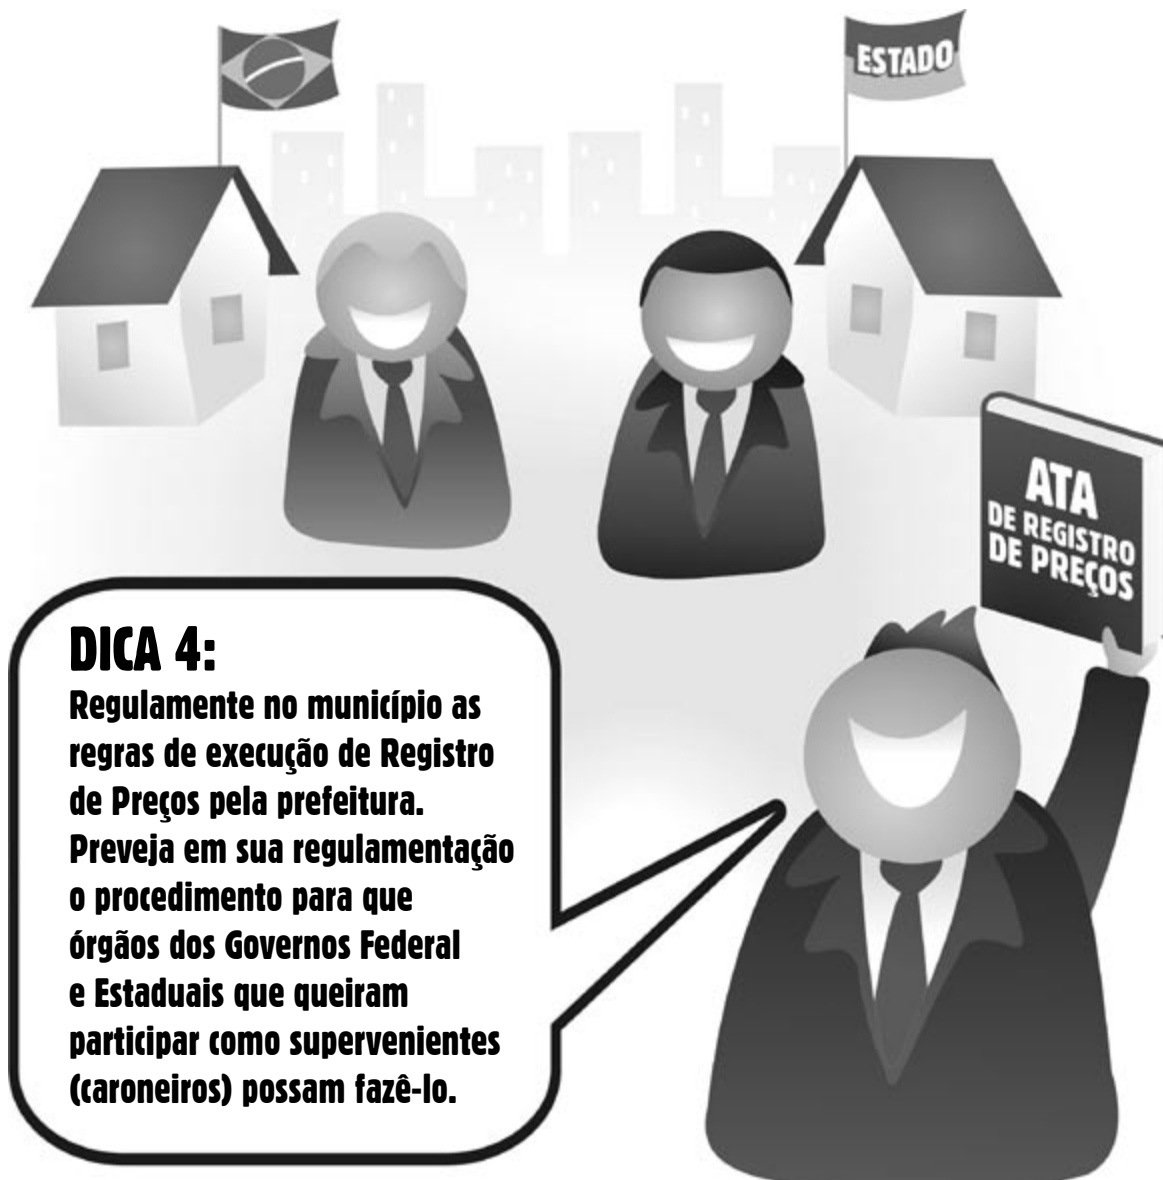 ESTADO
ATA
DE REGISTRO
DE PREÇOS
DICA 4:
Regulamente no município as
regras de execução de Registro
de Preços pela prefeitura.
Preveja em sua regulamentação
o procedimento para que
órgãos dos Governos Federal
e Estaduais que queiram
participar como supervenientes
(caroneiros) possam fazê-lo.